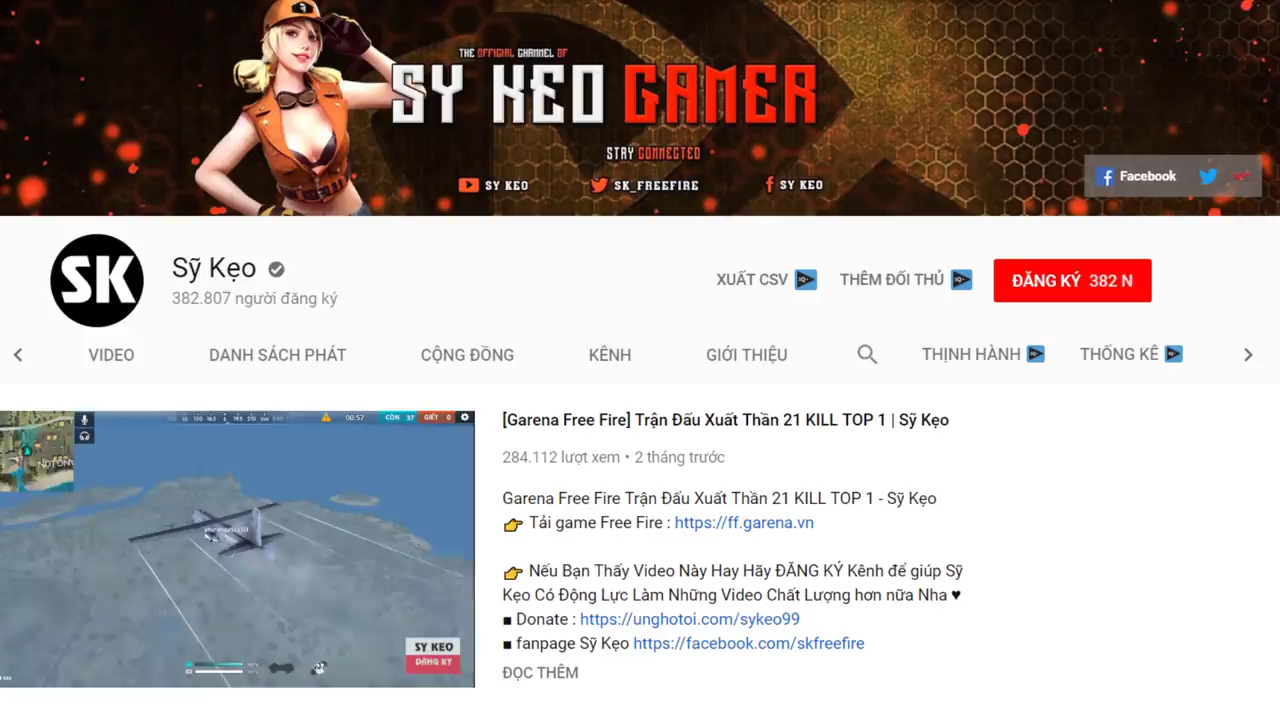 THE OFFICIAL CHANNEL OF
SY KEO GAMER
STAY CONNECTED
SY KEO
SK_FREEFIRE
SY KEO
Facebook
SK
Sỹ Kẹo
382.807 người đăng ký
XUẤT CSV
THÊM ĐỐI THỦ
ĐĂNG KÝ 382 N
VIDEO
DANH SÁCH PHÁT
CỘNG ĐỒNG
KÊNH
GIỚI THIỆU
THỊNH HÀNH
THỐNG KÊ
00:57
CÒN 37
GIẾT 0
SY KEO
ĐĂNG KÝ
[Garena Free Fire] Trận Đấu Xuất Thần 21 KILL TOP 1 | Sỹ Kẹo
284.112 lượt xem • 2 tháng trước
Garena Free Fire Trận Đấu Xuất Thần 21 KILL TOP 1 - Sỹ Kẹo
👉 Tải game Free Fire : https://ff.garena.vn
👉 Nếu Bạn Thấy Video Này Hay Hãy ĐĂNG KÝ Kênh để giúp Sỹ
Kẹo Có Động Lực Làm Những Video Chất Lượng hơn nữa Nha ♥
■ Donate : https://unghotoi.com/sykeo99
■ fanpage Sỹ Kẹo https://facebook.com/skfreefire
ĐỌC THÊM